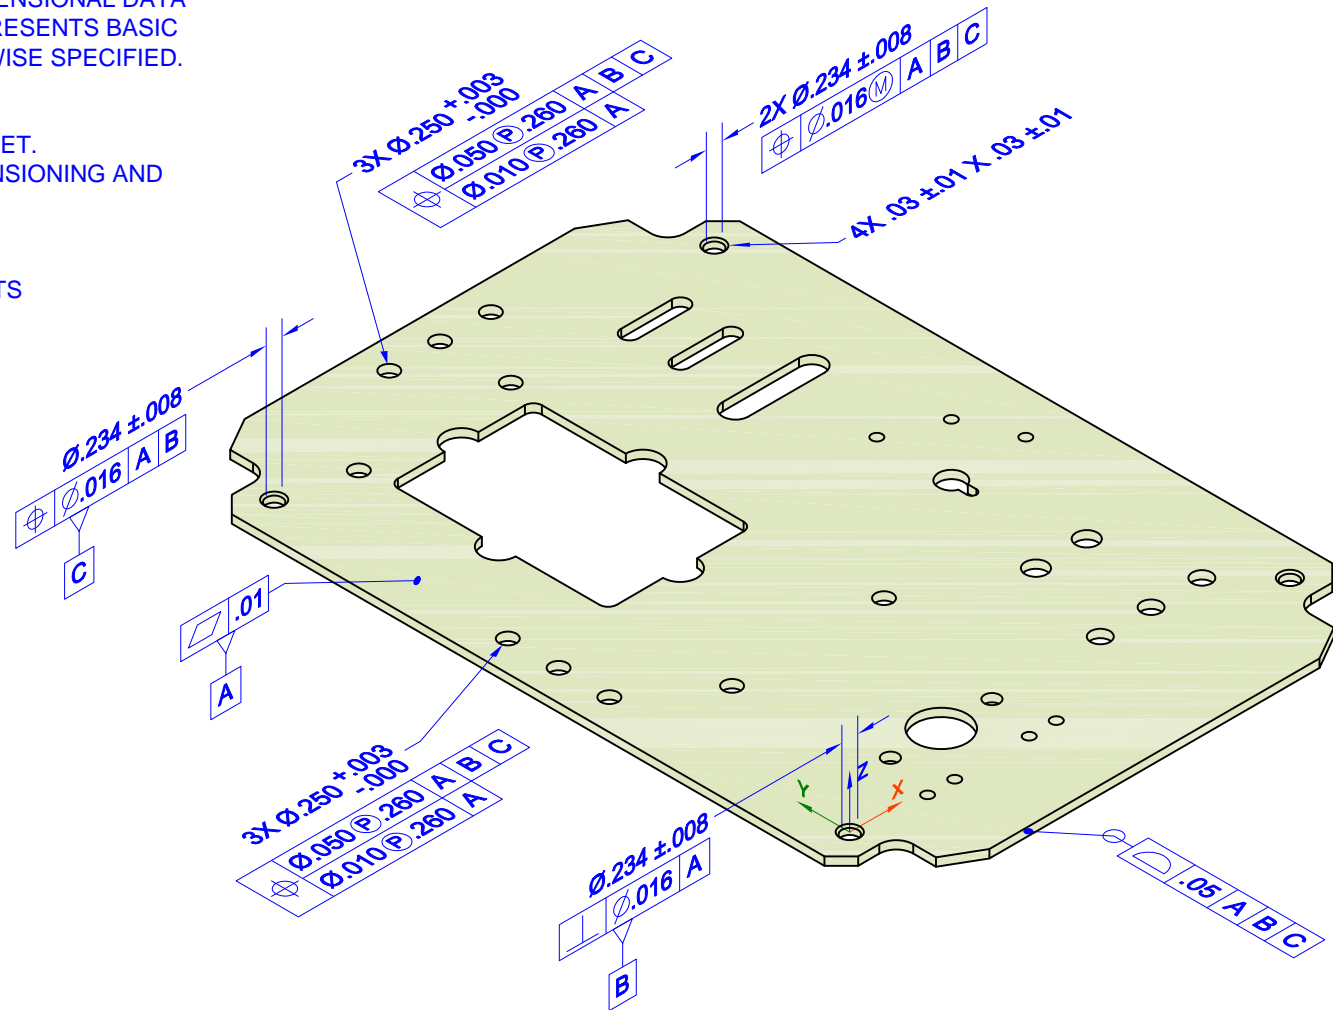 ENSIONAL DATA
RESENTS BASIC
WISE SPECIFIED.
ET.
NSIONING AND
TS
3X Ø.250 +.003 -.000
Ø.050 Ⓟ .260 A B C
Ø.010 Ⓟ .260 A
2X Ø.234 ±.008
Ø.016 Ⓜ A B C
4X .03 ±.01 X .03 ±.01
Ø.234 ±.008
Ø.016 A B
C
.01
A
3X Ø.250 +.003 -.000
Ø.050 Ⓟ .260 A B C
Ø.010 Ⓟ .260 A
Ø.234 ±.008
Ø.016 A
B
Y Z X
.05 A B C